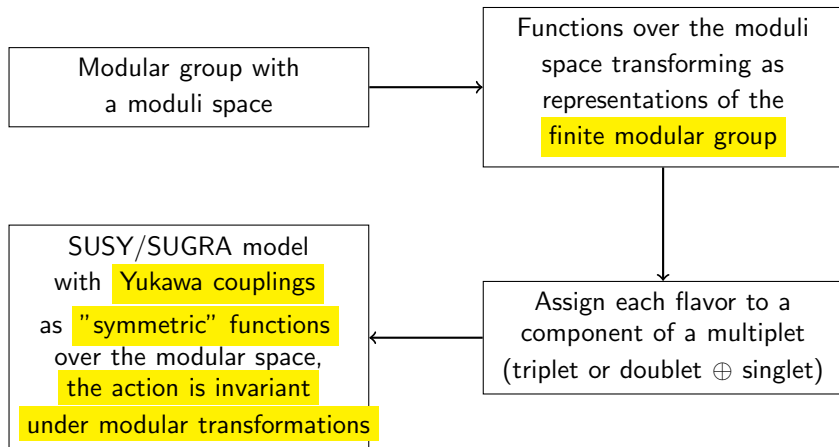 Modular group with
a moduli space
Functions over the moduli
space transforming as
representations of the
finite modular group
Assign each flavor to a
component of a multiplet
(triplet or doublet ⊕ singlet)
SUSY/SUGRA model
with Yukawa couplings
as ”symmetric” functions
over the modular space,
the action is invariant
under modular transformations